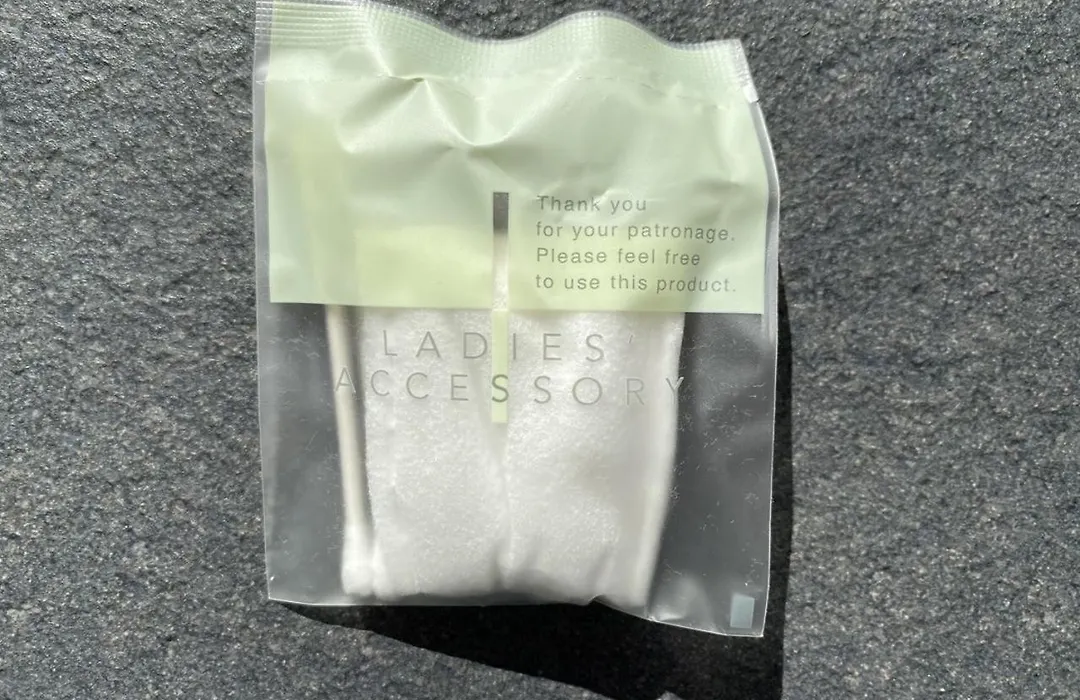 Thank you
for your patronage.
Please feel free
to use this product.
LADIES'
ACCESSORY